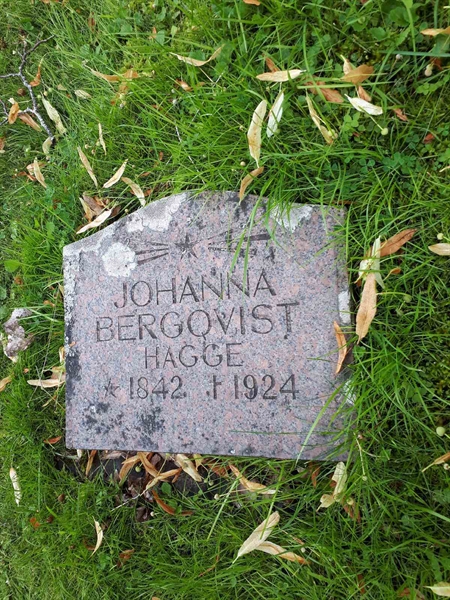 JOHANNA
BERGQVIST
HAGGE
* 1842 † 1924